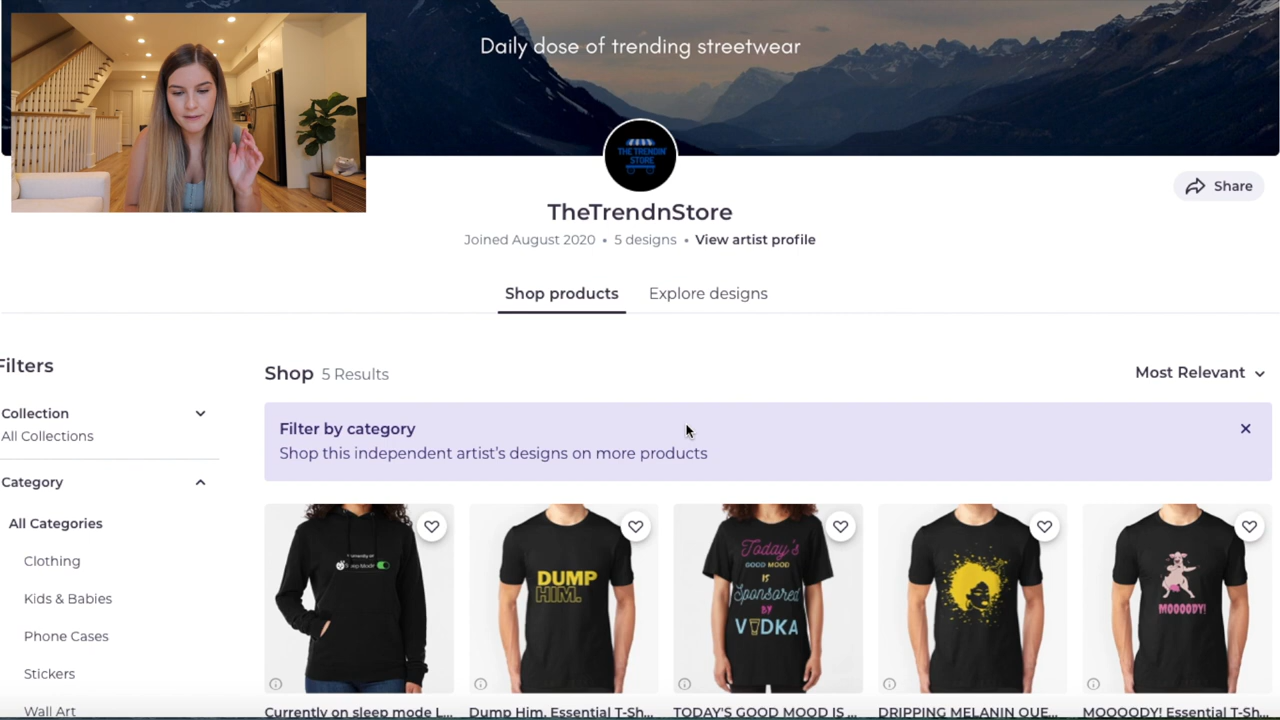 Daily dose of trending streetwear
THE TRENDIN'
STORE
Share
TheTrendnStore
Joined August 2020 • 5 designs • View artist profile
Shop products
Explore designs
Filters
Shop 5 Results
Most Relevant
Collection
All Collections
Filter by category
Shop this independent artist's designs on more products
Category
All Categories
Clothing
Kids & Babies
Phone Cases
Stickers
Wall Art
DUMP
HIM.
Today's
GOOD MOOD
IS
Sponsored
BY
VODKA
MOOOODY!
Currently on sleep mode L...
Dump Him. Essential T-Sh...
TODAY'S GOOD MOOD IS ...
DRIPPING MELANIN QUE...
MOOOODY! Essential T-Sh...